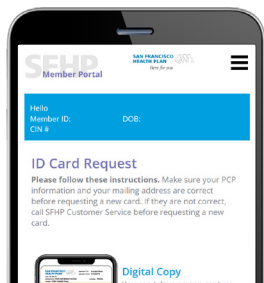 SFHP
Member Portal
SAN FRANCISCO
HEALTH PLAN
Here for you
Hello
Member ID: DOB:
CIN #
ID Card Request
Please follow these instructions. Make sure your PCP
information and your mailing address are correct
before requesting a new card. If they are not correct,
call SFHP Customer Service before requesting a new
card.
Digital Copy